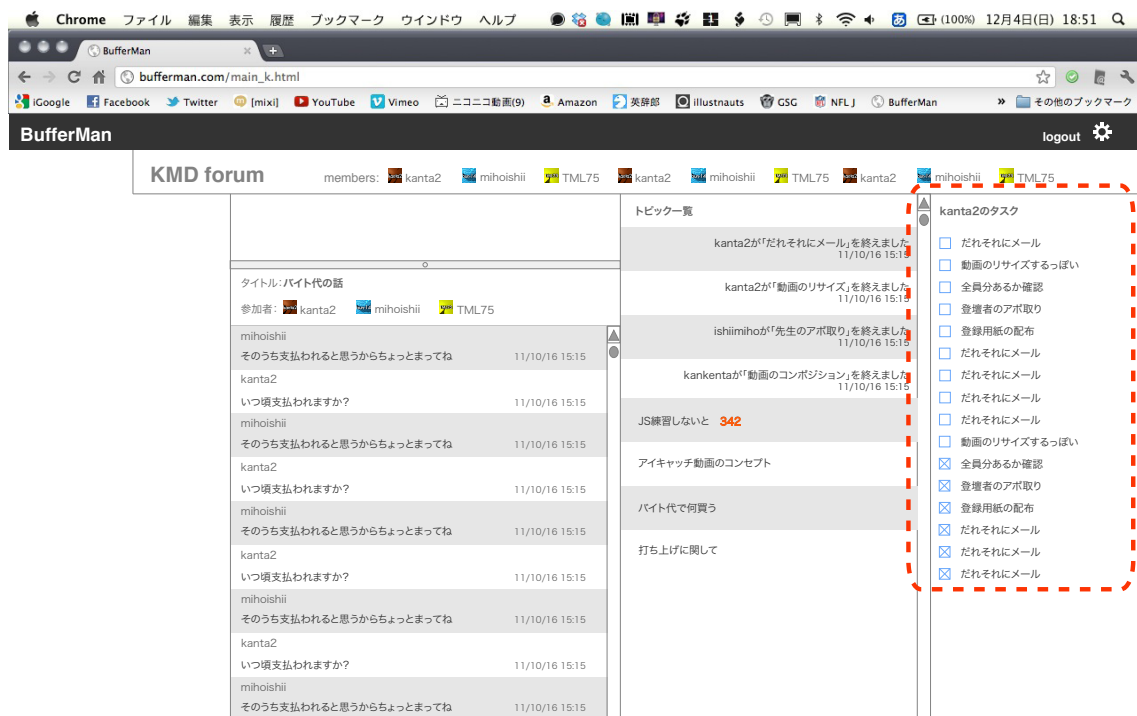 Chrome ファイル 編集 表示 履歴 ブックマーク ウインドウ ヘルプ あ (100%) 12月4日(日) 18:51
BufferMan
bufferman.com/main_k.html
iGoogle Facebook Twitter [mixi] YouTube Vimeo ニコニコ動画(9) Amazon 英辞郎 illustnauts GSG NFL J BufferMan » その他のブックマーク
BufferMan logout
KMD forum members: kanta2 mihoishii TML75 kanta2 mihoishii TML75 kanta2 mihoishii TML75
タイトル:バイト代の話
参加者: kanta2 mihoishii TML75
mihoishii
そのうち支払われると思うからちょっとまってね 11/10/16 15:15
kanta2
いつ頃支払われますか? 11/10/16 15:15
mihoishii
そのうち支払われると思うからちょっとまってね 11/10/16 15:15
kanta2
いつ頃支払われますか? 11/10/16 15:15
mihoishii
そのうち支払われると思うからちょっとまってね 11/10/16 15:15
kanta2
いつ頃支払われますか? 11/10/16 15:15
mihoishii
そのうち支払われると思うからちょっとまってね 11/10/16 15:15
kanta2
いつ頃支払われますか? 11/10/16 15:15
mihoishii
そのうち支払われると思うからちょっとまってね 11/10/16 15:15
トピック一覧
kanta2が「だれそれにメール」を終えました
11/10/16 15:15
kanta2が「動画のリサイズ」を終えました
11/10/16 15:15
ishiimihoが「先生のアポ取り」を終えました
11/10/16 15:15
kankentaが「動画のコンポジション」を終えました
11/10/16 15:15
JS練習しないと 342
アイキャッチ動画のコンセプト
バイト代で何買う
打ち上げに関して
kanta2のタスク
だれそれにメール
動画のリサイズするっぽい
全員分あるか確認
登壇者のアポ取り
登録用紙の配布
だれそれにメール
だれそれにメール
だれそれにメール
だれそれにメール
動画のリサイズするっぽい
全員分あるか確認
登壇者のアポ取り
登録用紙の配布
だれそれにメール
だれそれにメール
だれそれにメール